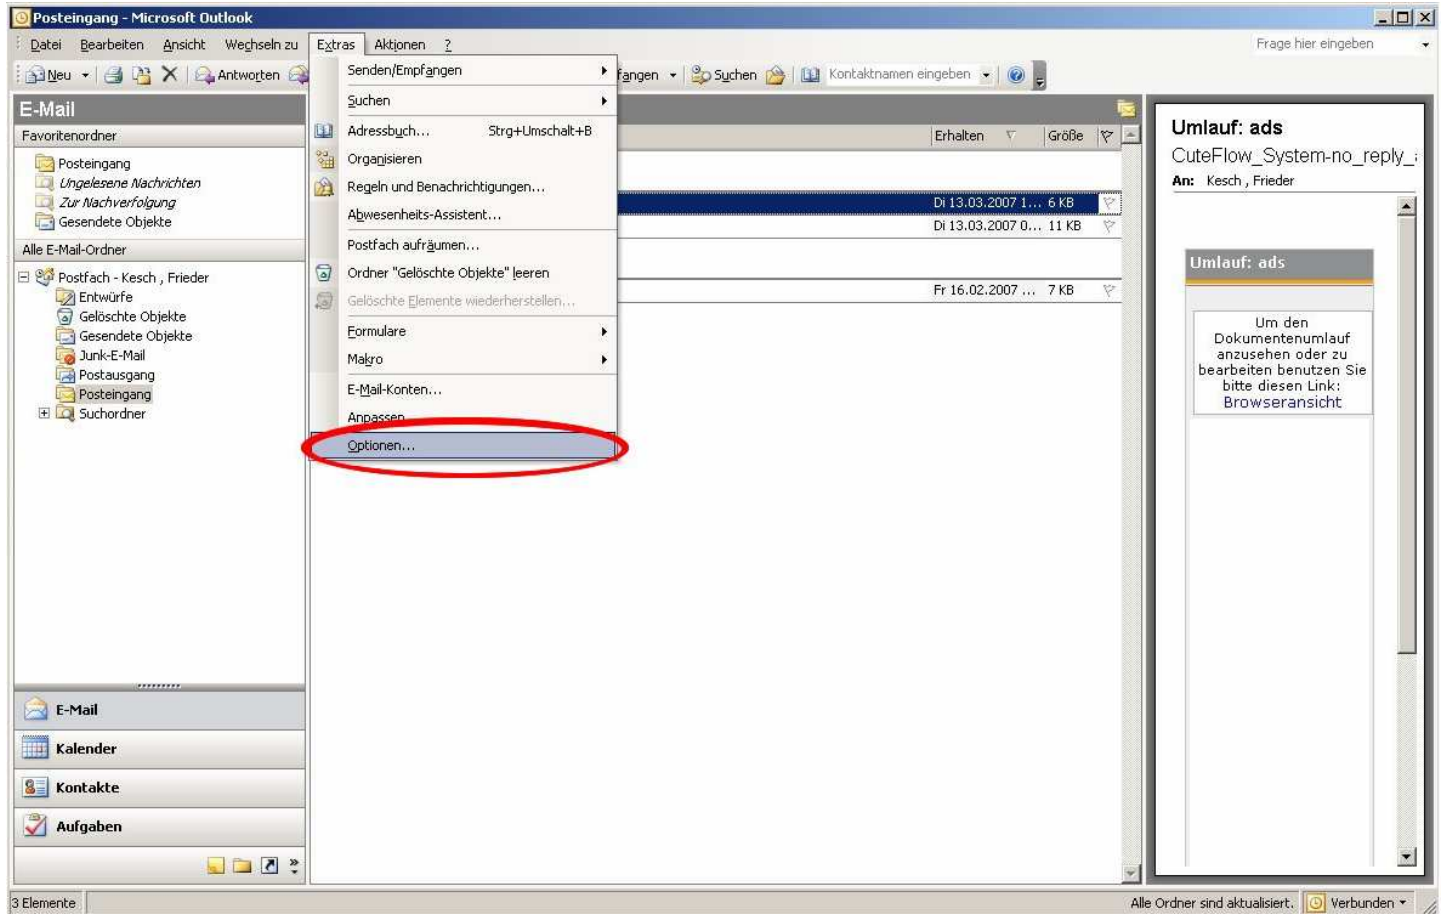 Posteingang - Microsoft Outlook
Datei Bearbeiten Ansicht Wechseln zu Extras Aktionen ? Frage hier eingeben
Neu Antworten fangen Suchen Kontaktnamen eingeben
E-Mail
Favoritenordner
Posteingang
Ungelesene Nachrichten
Zur Nachverfolgung
Gesendete Objekte
Alle E-Mail-Ordner
Postfach - Kesch , Frieder
Entwürfe
Gelöschte Objekte
Gesendete Objekte
Junk-E-Mail
Postausgang
Posteingang
Suchordner
E-Mail
Kalender
Kontakte
Aufgaben
Senden/Empfangen
Suchen
Adressbuch... Strg+Umschalt+B
Organisieren
Regeln und Benachrichtigungen...
Abwesenheits-Assistent...
Postfach aufräumen...
Ordner "Gelöschte Objekte" leeren
Gelöschte Elemente wiederherstellen...
Formulare
Makro
E-Mail-Konten...
Anpassen
Optionen...
Erhalten Größe
Di 13.03.2007 1... 6 KB
Di 13.03.2007 0... 11 KB
Fr 16.02.2007 ... 7 KB
Umlauf: ads
CuteFlow_System-no_reply_
An: Kesch , Frieder
Umlauf: ads
Um den
Dokumentenumlauf
anzusehen oder zu
bearbeiten benutzen Sie
bitte diesen Link:
Browseransicht
3 Elemente Alle Ordner sind aktualisiert. Verbunden